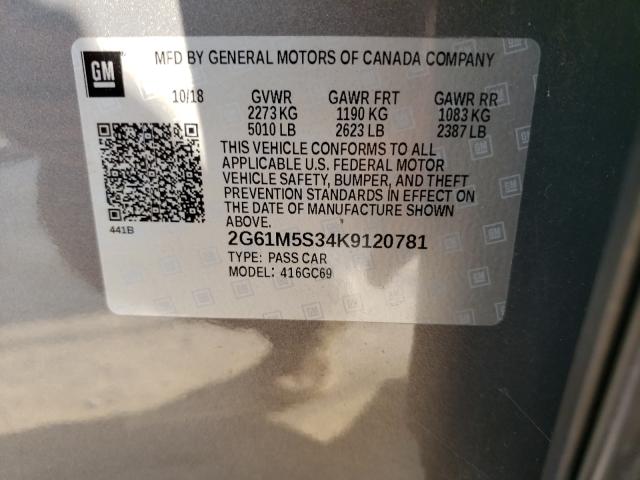 GM
MFD BY GENERAL MOTORS OF CANADA COMPANY
10/18 GVWR GAWR FRT GAWR RR
2273 KG 1190 KG 1083 KG
5010 LB 2623 LB 2387 LB
THIS VEHICLE CONFORMS TO ALL
APPLICABLE U.S. FEDERAL MOTOR
VEHICLE SAFETY, BUMPER, AND THEFT
PREVENTION STANDARDS IN EFFECT ON
THE DATE OF MANUFACTURE SHOWN
ABOVE.
441B
2G61M5S34K9120781
TYPE: PASS CAR
MODEL: 416GC69